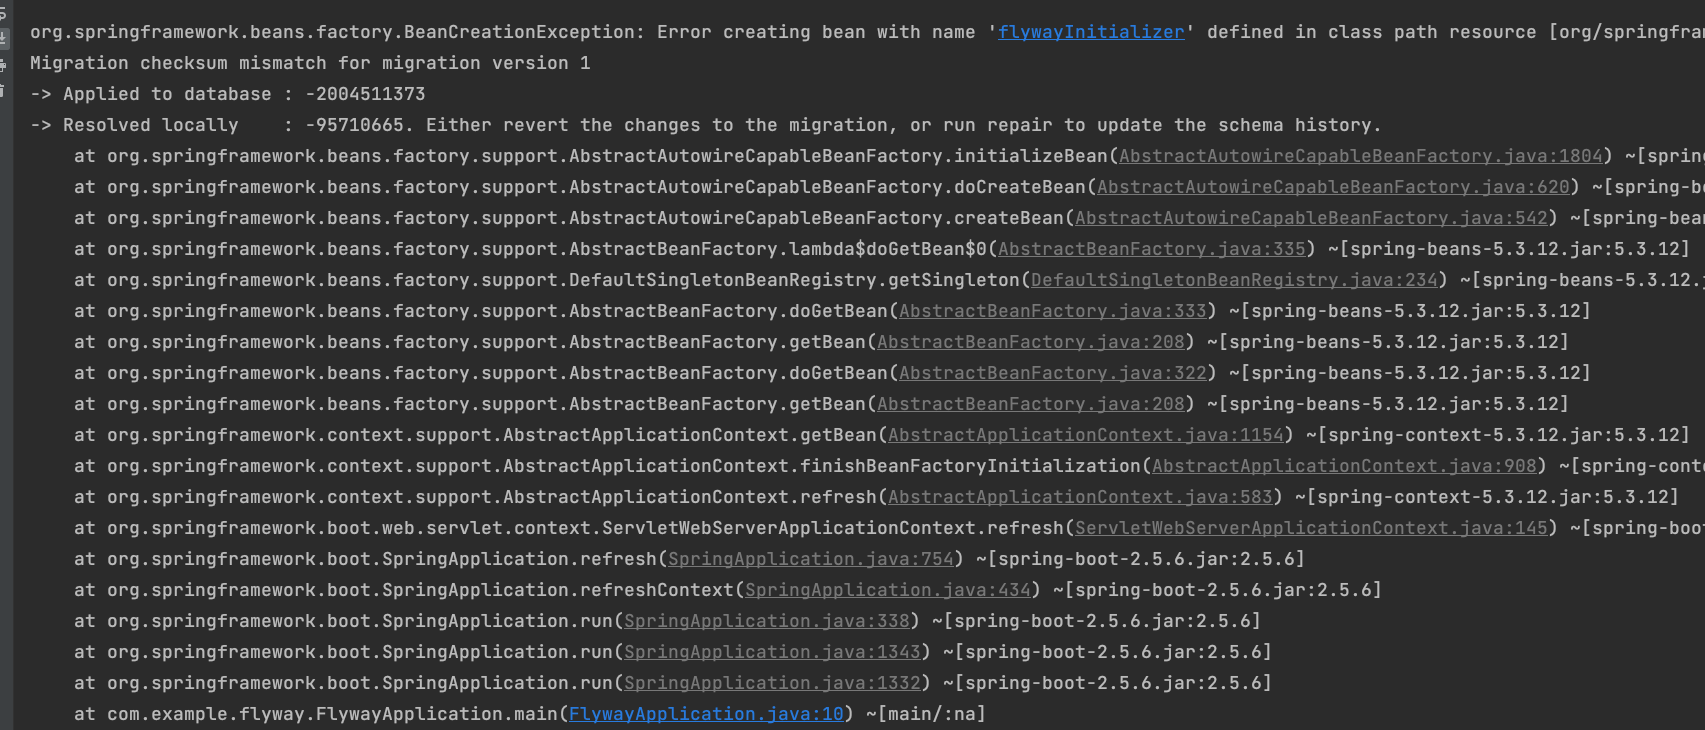 org.springframework.beans.factory.BeanCreationException: Error creating bean with name 'flywayInitializer' defined in class path resource [org/springfra
Migration checksum mismatch for migration version 1
-> Applied to database : -2004511373
-> Resolved locally    : -95710665. Either revert the changes to the migration, or run repair to update the schema history.
    at org.springframework.beans.factory.support.AbstractAutowireCapableBeanFactory.initializeBean(AbstractAutowireCapableBeanFactory.java:1804) ~[spring
    at org.springframework.beans.factory.support.AbstractAutowireCapableBeanFactory.doCreateBean(AbstractAutowireCapableBeanFactory.java:620) ~[spring-be
    at org.springframework.beans.factory.support.AbstractAutowireCapableBeanFactory.createBean(AbstractAutowireCapableBeanFactory.java:542) ~[spring-bean
    at org.springframework.beans.factory.support.AbstractBeanFactory.lambda$doGetBean$0(AbstractBeanFactory.java:335) ~[spring-beans-5.3.12.jar:5.3.12]
    at org.springframework.beans.factory.support.DefaultSingletonBeanRegistry.getSingleton(DefaultSingletonBeanRegistry.java:234) ~[spring-beans-5.3.12.j
    at org.springframework.beans.factory.support.AbstractBeanFactory.doGetBean(AbstractBeanFactory.java:333) ~[spring-beans-5.3.12.jar:5.3.12]
    at org.springframework.beans.factory.support.AbstractBeanFactory.getBean(AbstractBeanFactory.java:208) ~[spring-beans-5.3.12.jar:5.3.12]
    at org.springframework.beans.factory.support.AbstractBeanFactory.doGetBean(AbstractBeanFactory.java:322) ~[spring-beans-5.3.12.jar:5.3.12]
    at org.springframework.beans.factory.support.AbstractBeanFactory.getBean(AbstractBeanFactory.java:208) ~[spring-beans-5.3.12.jar:5.3.12]
    at org.springframework.context.support.AbstractApplicationContext.getBean(AbstractApplicationContext.java:1154) ~[spring-context-5.3.12.jar:5.3.12]
    at org.springframework.context.support.AbstractApplicationContext.finishBeanFactoryInitialization(AbstractApplicationContext.java:908) ~[spring-conte
    at org.springframework.context.support.AbstractApplicationContext.refresh(AbstractApplicationContext.java:583) ~[spring-context-5.3.12.jar:5.3.12]
    at org.springframework.boot.web.servlet.context.ServletWebServerApplicationContext.refresh(ServletWebServerApplicationContext.java:145) ~[spring-boot
    at org.springframework.boot.SpringApplication.refresh(SpringApplication.java:754) ~[spring-boot-2.5.6.jar:2.5.6]
    at org.springframework.boot.SpringApplication.refreshContext(SpringApplication.java:434) ~[spring-boot-2.5.6.jar:2.5.6]
    at org.springframework.boot.SpringApplication.run(SpringApplication.java:338) ~[spring-boot-2.5.6.jar:2.5.6]
    at org.springframework.boot.SpringApplication.run(SpringApplication.java:1343) ~[spring-boot-2.5.6.jar:2.5.6]
    at org.springframework.boot.SpringApplication.run(SpringApplication.java:1332) ~[spring-boot-2.5.6.jar:2.5.6]
    at com.example.flyway.FlywayApplication.main(FlywayApplication.java:10) ~[main/:na]